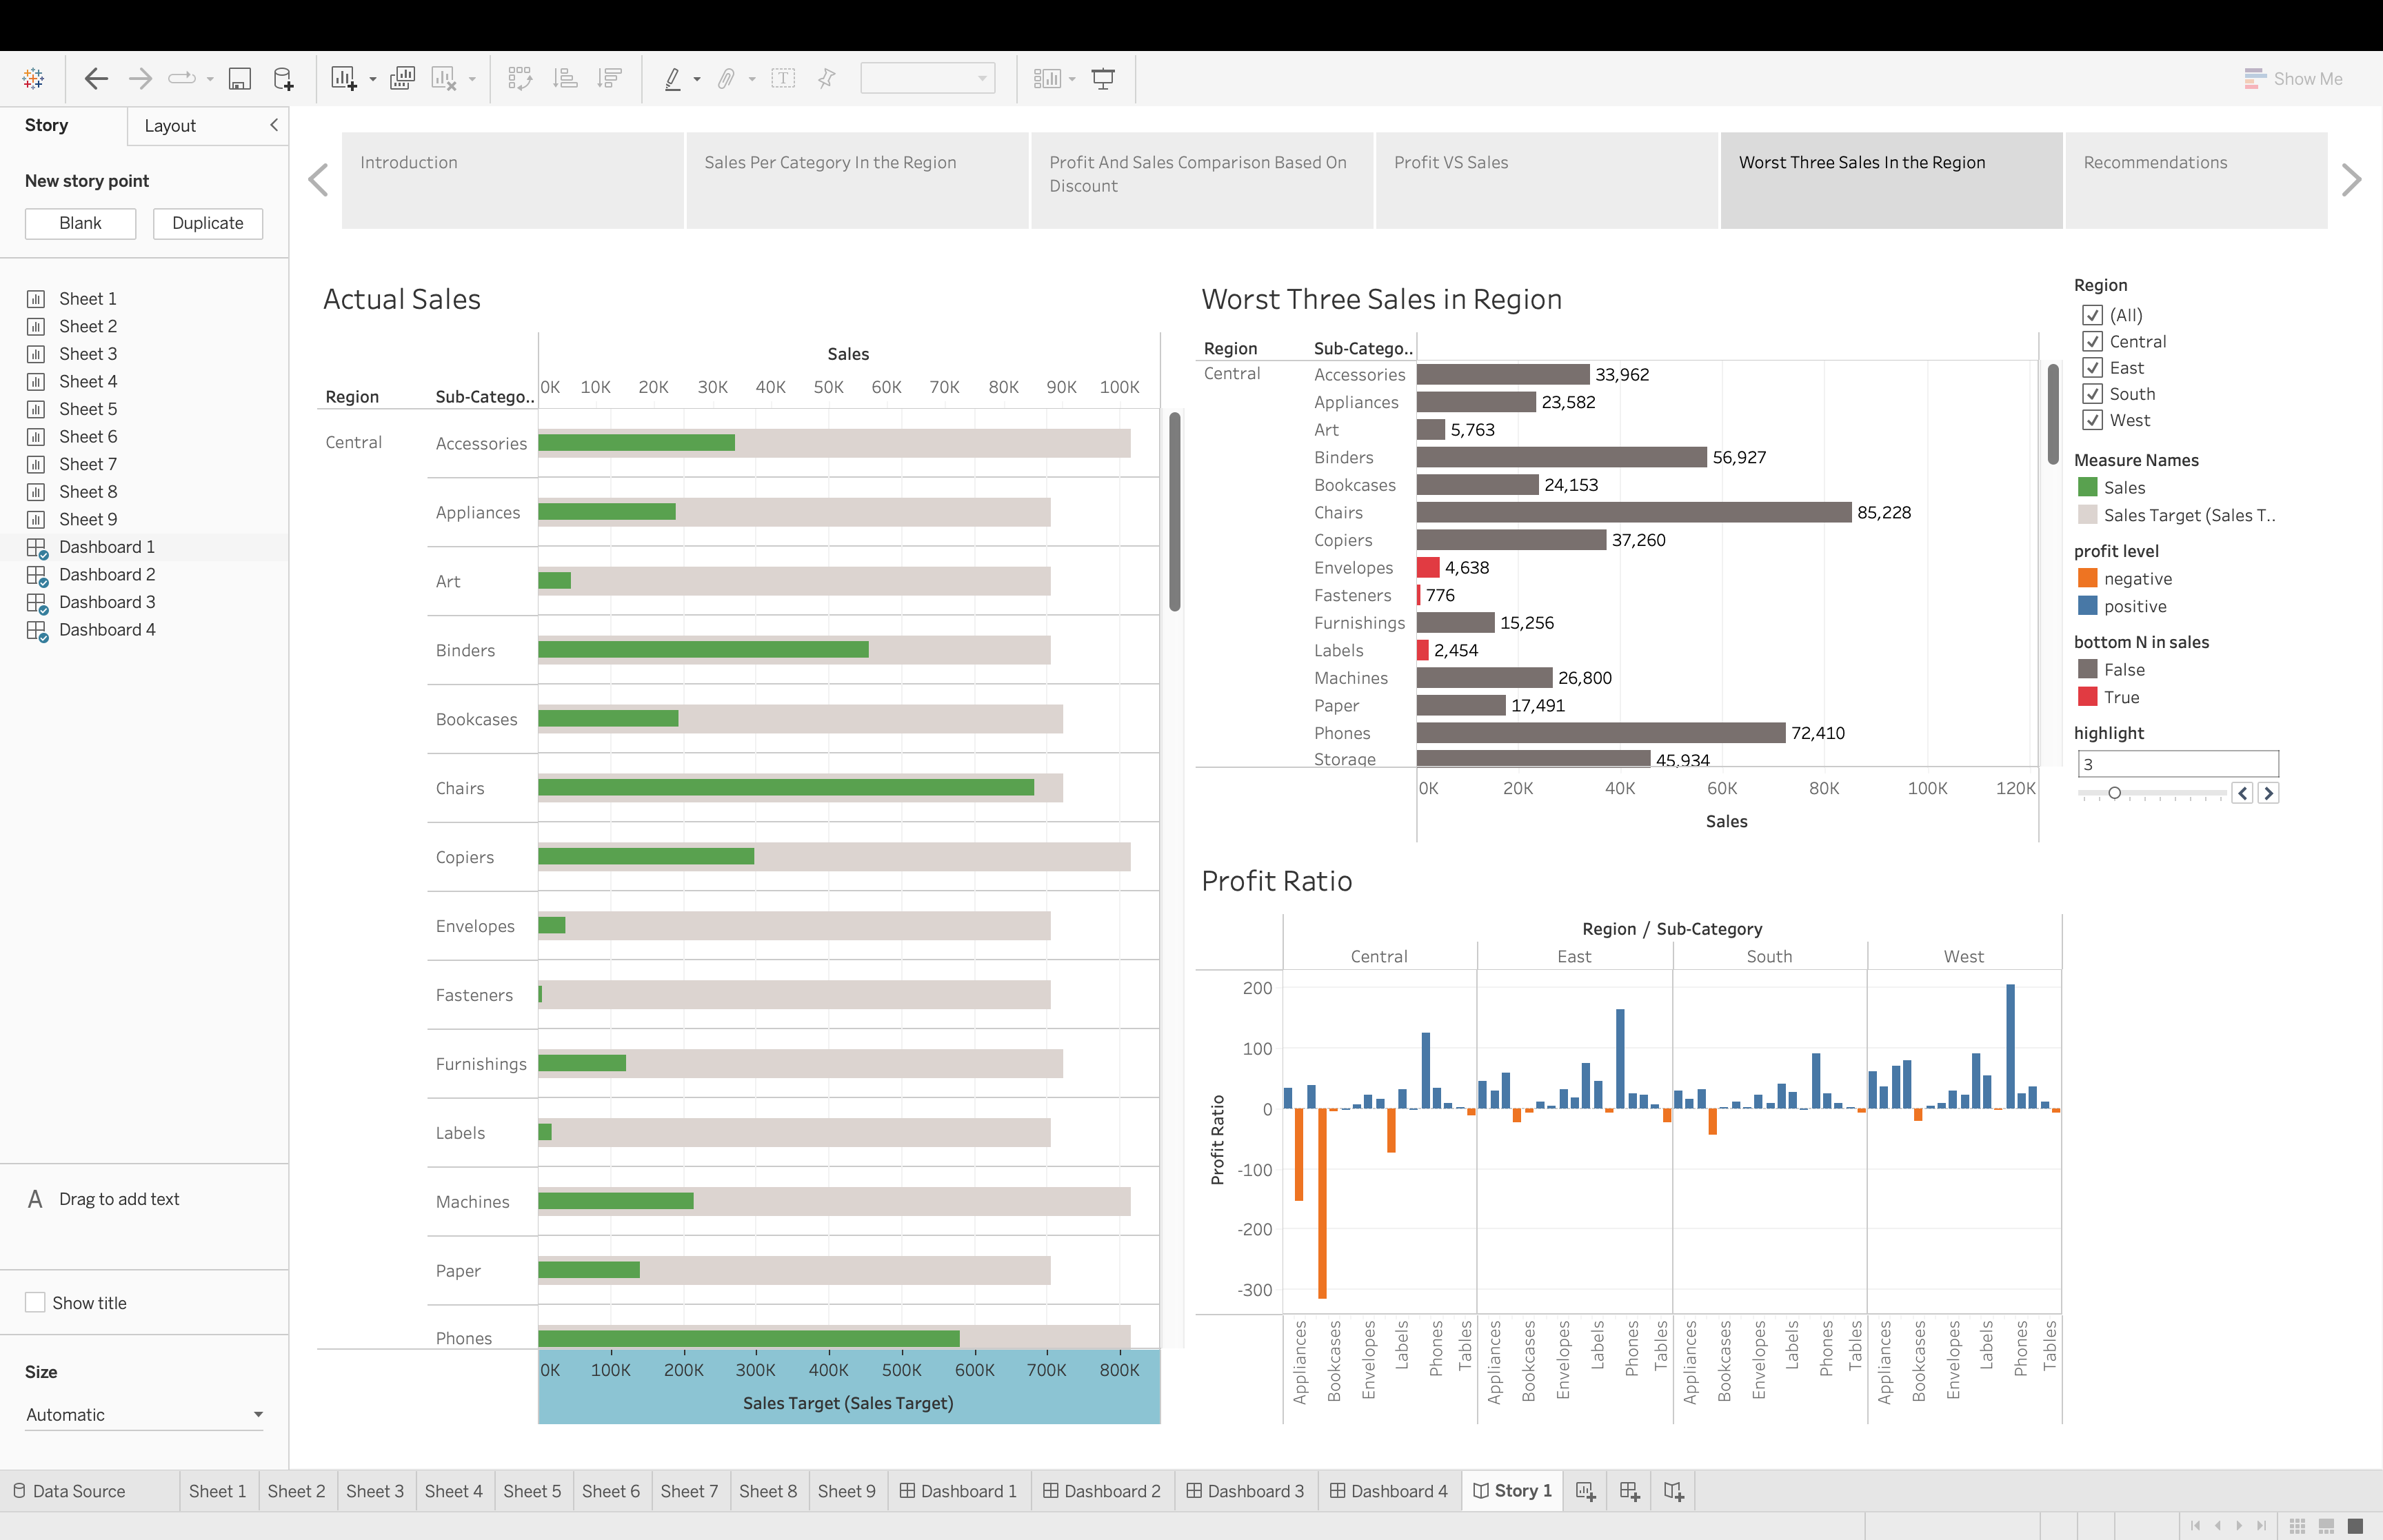 Show Me
Story
Layout
New story point
Blank
Duplicate
Sheet 1
Sheet 2
Sheet 3
Sheet 4
Sheet 5
Sheet 6
Sheet 7
Sheet 8
Sheet 9
Dashboard 1
Dashboard 2
Dashboard 3
Dashboard 4
A Drag to add text
Show title
Size
Automatic
Introduction
Sales Per Category In the Region
Profit And Sales Comparison Based On
Discount
Profit VS Sales
Worst Three Sales In the Region
Recommendations
Actual Sales
Sales
Region Sub-Catego.. 0K 10K 20K 30K 40K 50K 60K 70K 80K 90K 100K
Central Accessories
Appliances
Art
Binders
Bookcases
Chairs
Copiers
Envelopes
Fasteners
Furnishings
Labels
Machines
Paper
Phones
0K 100K 200K 300K 400K 500K 600K 700K 800K
Sales Target (Sales Target)
Worst Three Sales in Region
Region Sub-Catego..
Central Accessories 33,962
Appliances 23,582
Art 5,763
Binders 56,927
Bookcases 24,153
Chairs 85,228
Copiers 37,260
Envelopes 4,638
Fasteners 776
Furnishings 15,256
Labels 2,454
Machines 26,800
Paper 17,491
Phones 72,410
Storage 45,934
0K 20K 40K 60K 80K 100K 120K
Sales
Profit Ratio
Region / Sub-Category
Central East South West
Profit Ratio
200
100
0
-100
-200
-300
Appliances Bookcases Envelopes Labels Phones Tables Appliances Bookcases Envelopes Labels Phones Tables Appliances Bookcases Envelopes Labels Phones Tables Appliances Bookcases Envelopes Labels Phones Tables
Region
(All)
Central
East
South
West
Measure Names
Sales
Sales Target (Sales T..
profit level
negative
positive
bottom N in sales
False
True
highlight
3
Data Source Sheet 1 Sheet 2 Sheet 3 Sheet 4 Sheet 5 Sheet 6 Sheet 7 Sheet 8 Sheet 9 Dashboard 1 Dashboard 2 Dashboard 3 Dashboard 4 Story 1